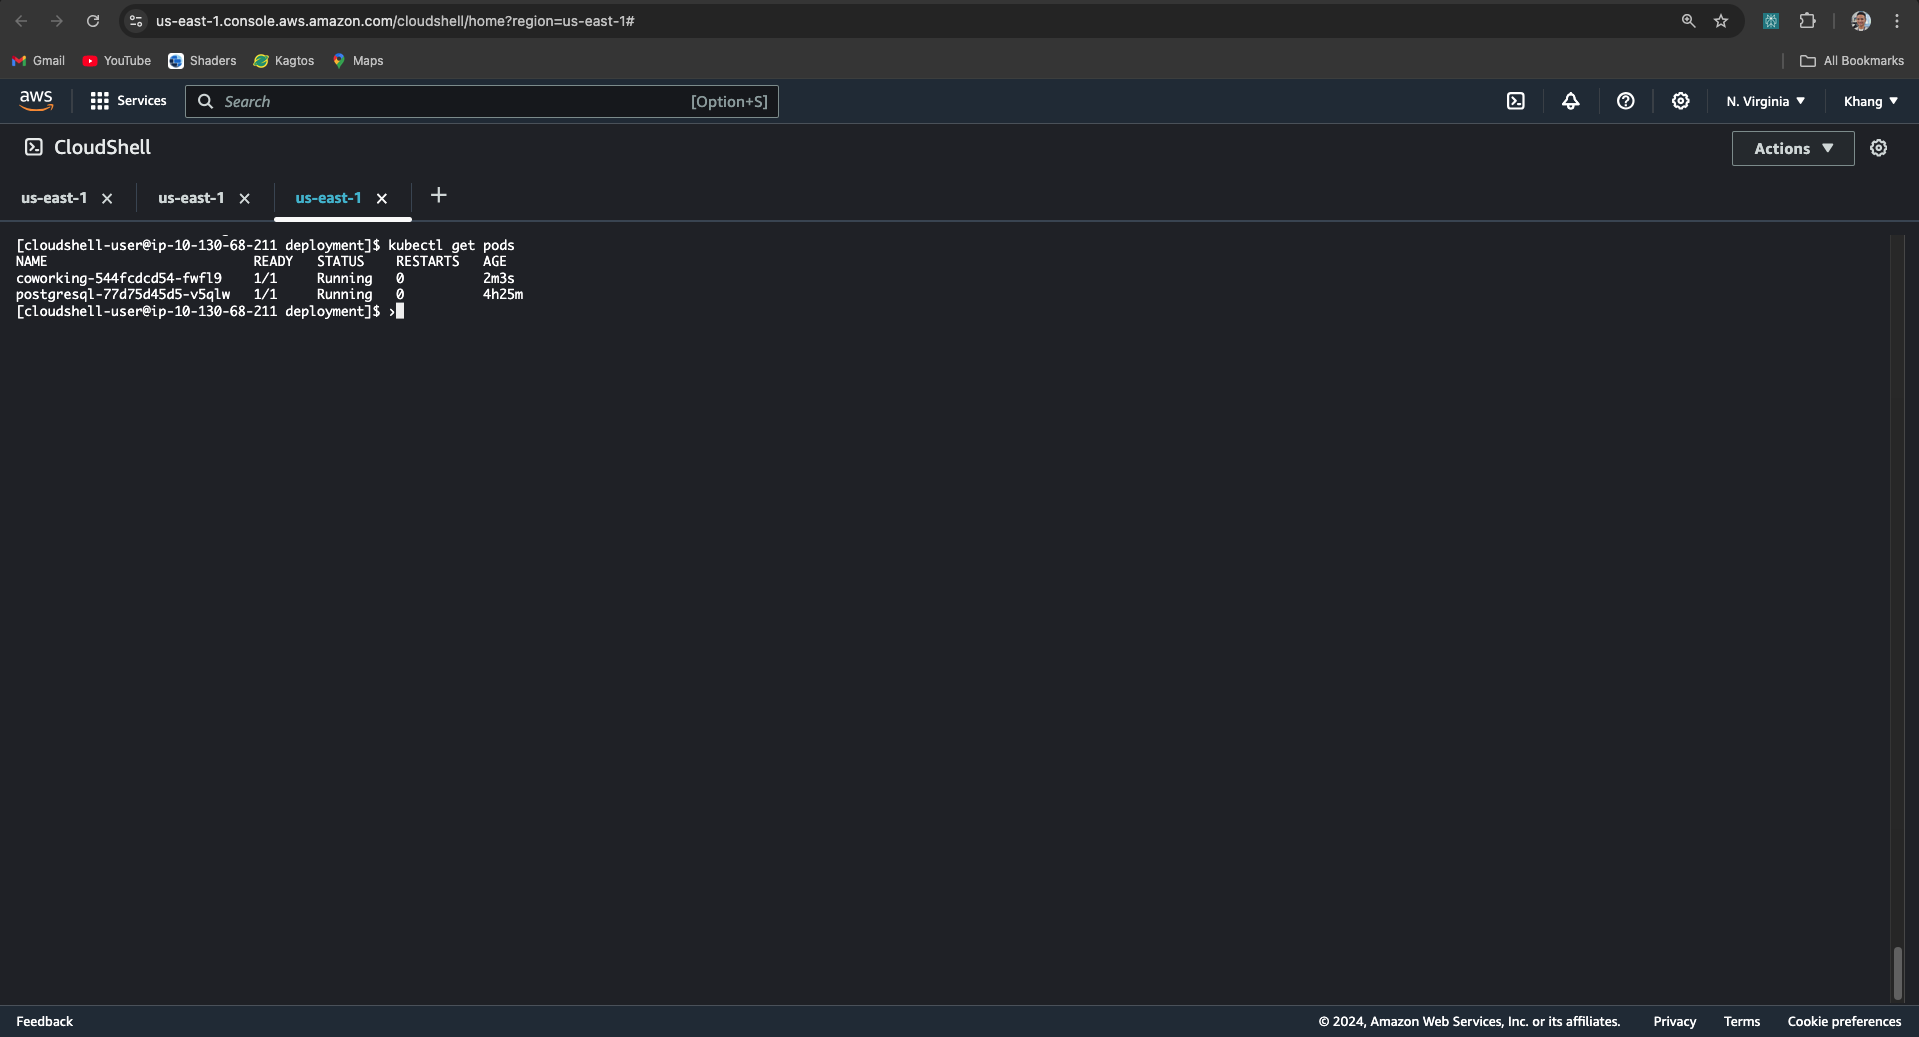 us-east-1.console.aws.amazon.com/cloudshell/home?region=us-east-1#
Gmail YouTube Shaders Kagtos Maps All Bookmarks
aws Services Search [Option+S] N. Virginia Khang
CloudShell Actions
us-east-1 us-east-1 us-east-1
[cloudshell-user@ip-10-130-68-211 deployment]$ kubectl get pods
NAME READY STATUS RESTARTS AGE
coworking-544fcdcd54-fwfl9 1/1 Running 0 2m3s
postgresql-77d75d45d5-v5qlw 1/1 Running 0 4h25m
[cloudshell-user@ip-10-130-68-211 deployment]$ ›
Feedback © 2024, Amazon Web Services, Inc. or its affiliates. Privacy Terms Cookie preferences